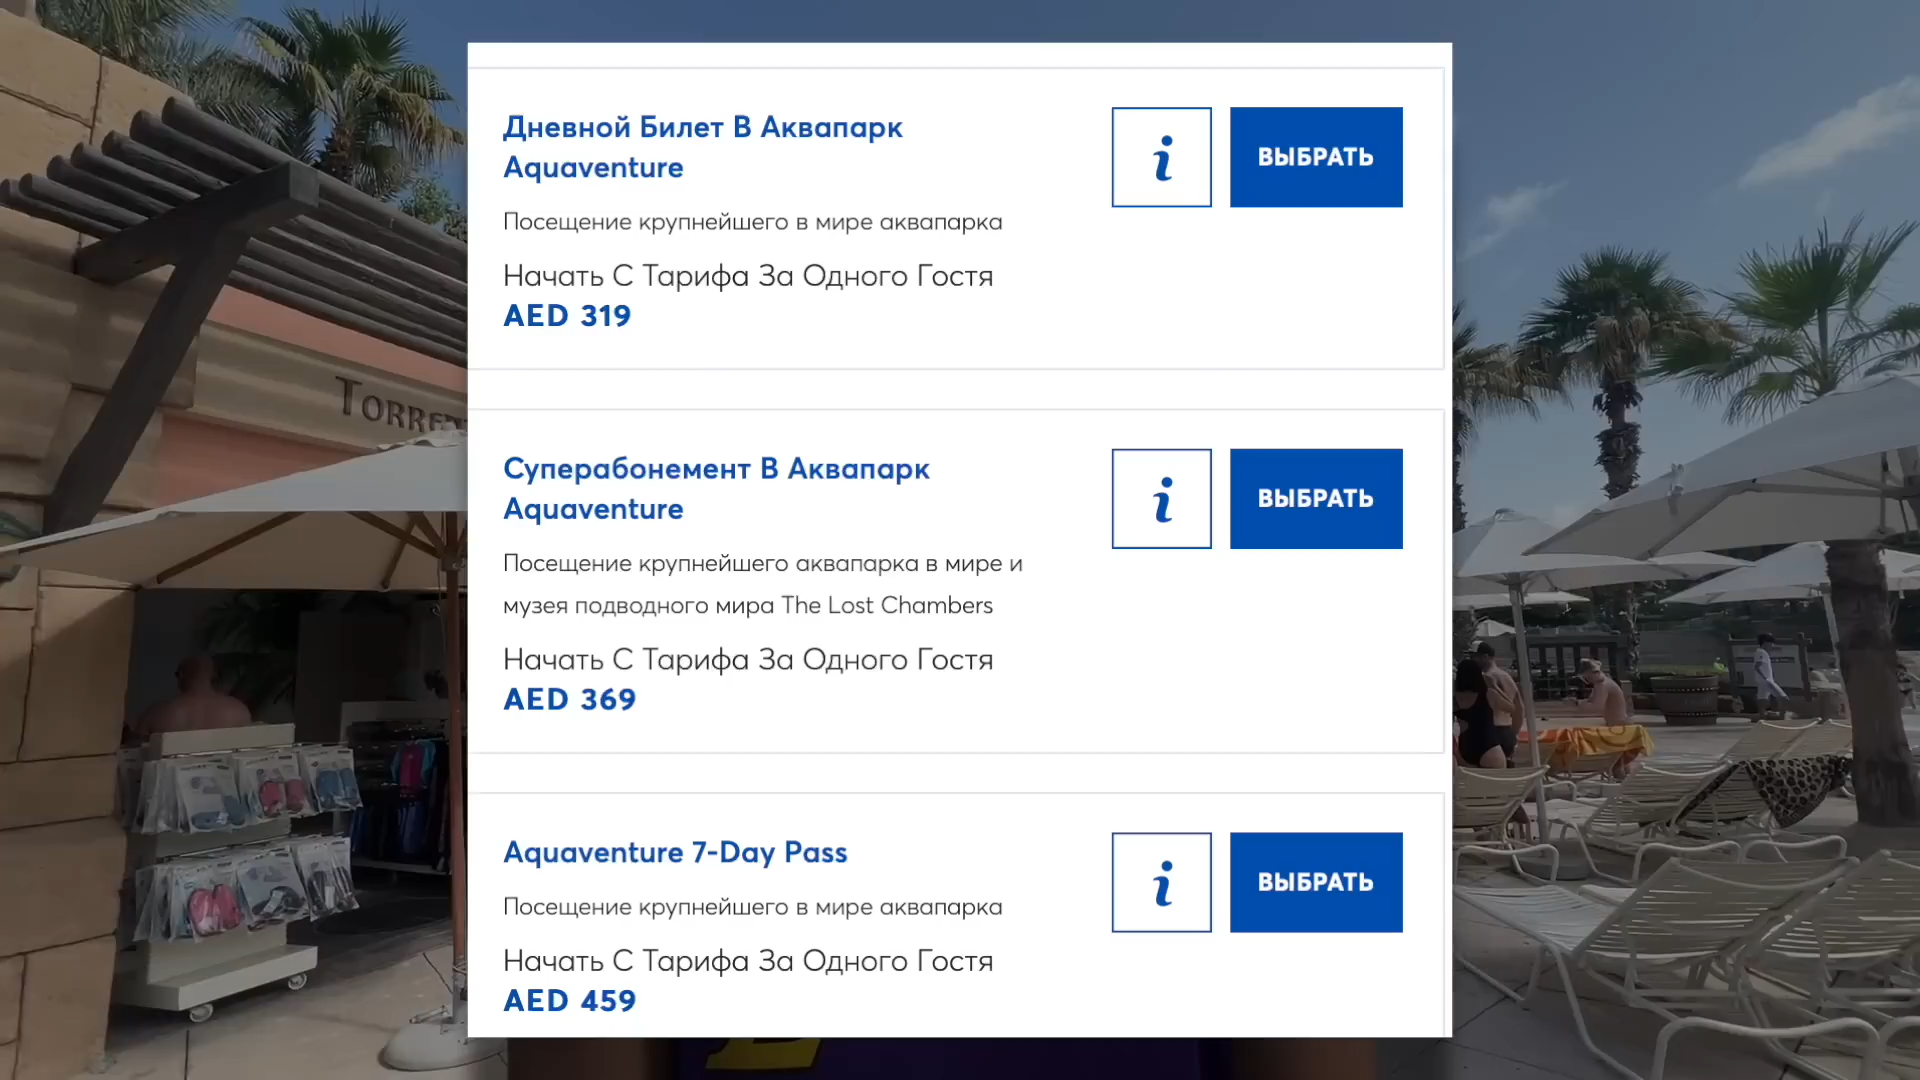 Дневной Билет В Аквапарк
Aquaventure
Посещение крупнейшего в мире аквапарка
Начать С Тарифа За Одного Гостя
AED 319
i
ВЫБРАТЬ
Суперабонемент В Аквапарк
Aquaventure
Посещение крупнейшего аквапарка в мире и
музея подводного мира The Lost Chambers
Начать С Тарифа За Одного Гостя
AED 369
i
ВЫБРАТЬ
Aquaventure 7-Day Pass
Посещение крупнейшего в мире аквапарка
Начать С Тарифа За Одного Гостя
AED 459
i
ВЫБРАТЬ